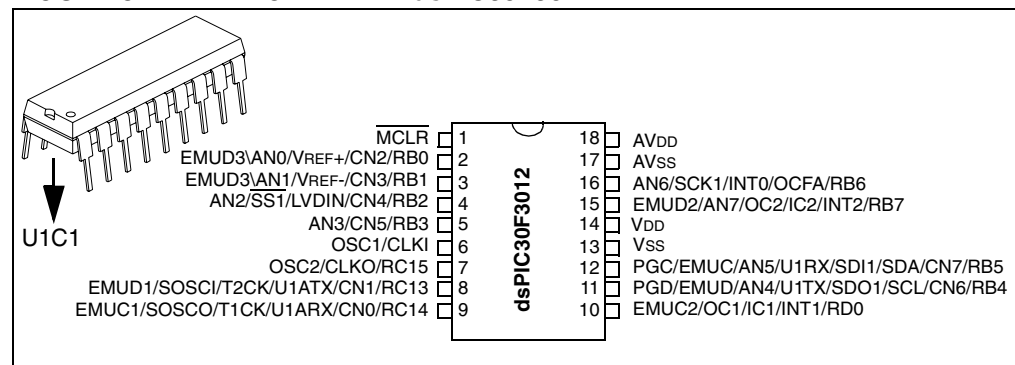 MCLR 1
EMUD3\AN0/VREF+/CN2/RB0 2
EMUD3\AN1/VREF-/CN3/RB1 3
AN2/SS1/LVDIN/CN4/RB2 4
AN3/CN5/RB3 5
OSC1/CLKI 6
OSC2/CLKO/RC15 7
EMUD1/SOSCI/T2CK/U1ATX/CN1/RC13 8
EMUC1/SOSCO/T1CK/U1ARX/CN0/RC14 9
dsPIC30F3012
18 AVDD
17 AVSS
16 AN6/SCK1/INT0/OCFA/RB6
15 EMUD2/AN7/OC2/IC2/INT2/RB7
14 VDD
13 VSS
12 PGC/EMUC/AN5/U1RX/SDI1/SDA/CN7/RB5
11 PGD/EMUD/AN4/U1TX/SDO1/SCL/CN6/RB4
10 EMUC2/OC1/IC1/INT1/RD0
U1C1